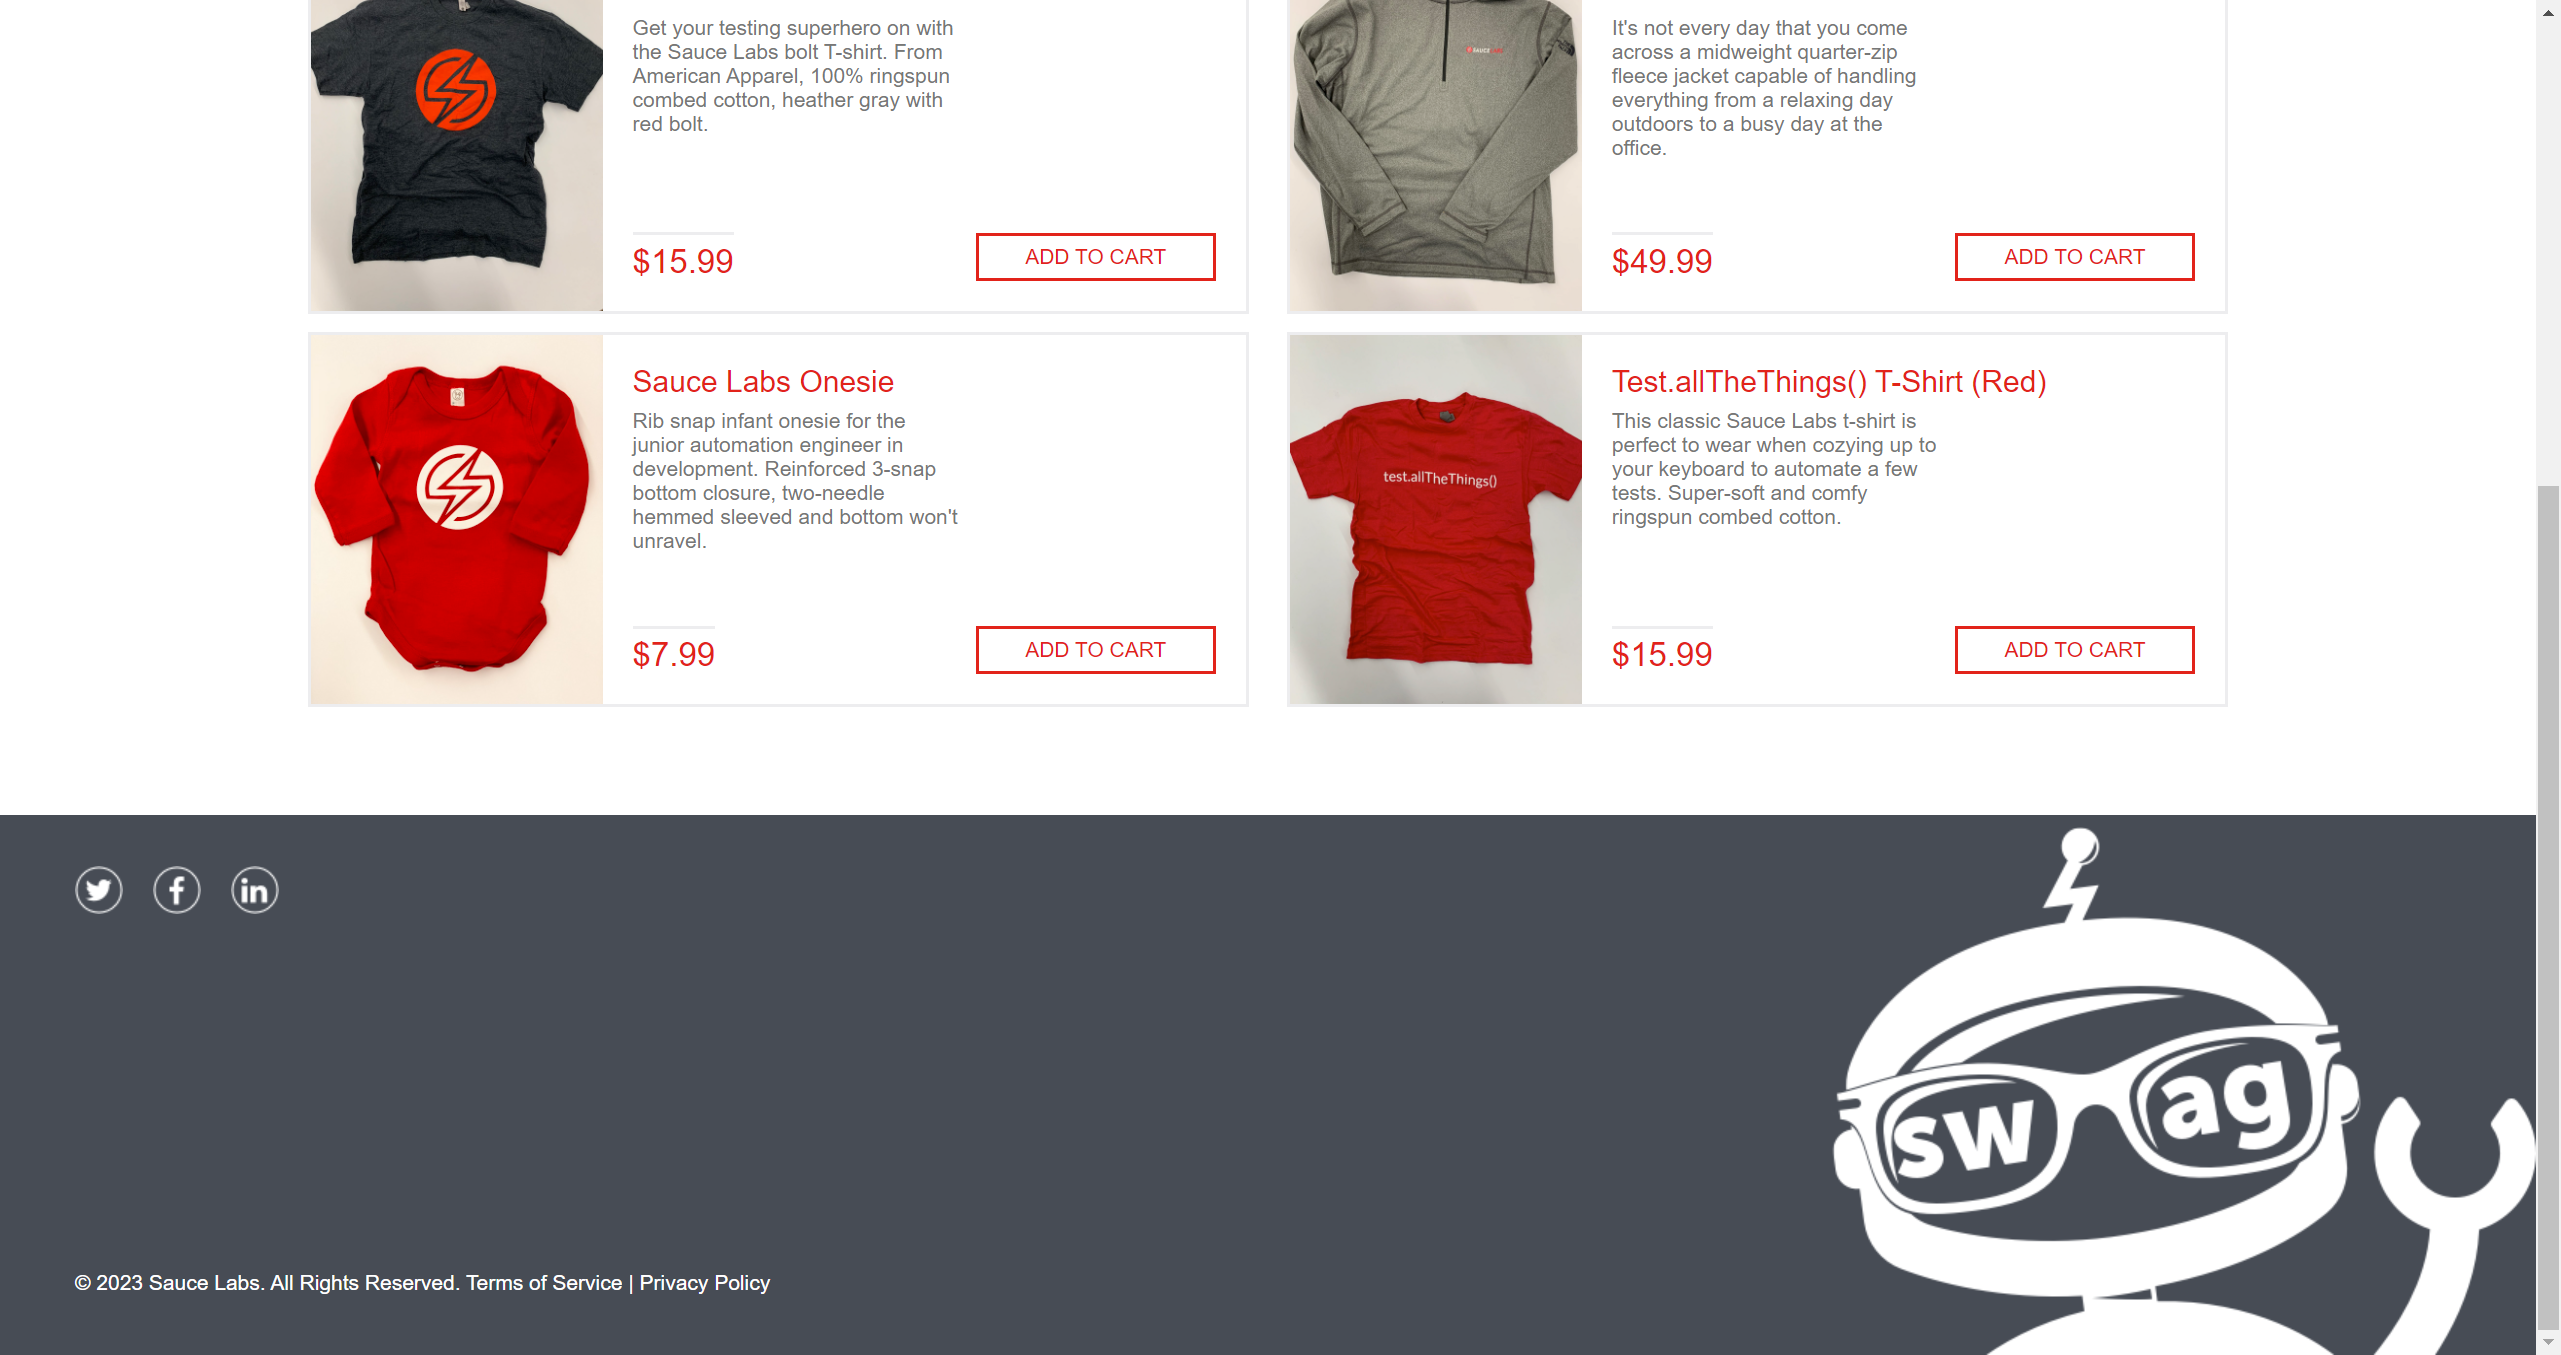 Get your testing superhero on with
the Sauce Labs bolt T-shirt. From
American Apparel, 100% ringspun
combed cotton, heather gray with
red bolt.
$15.99
ADD TO CART
SAUCE LABS
It's not every day that you come
across a midweight quarter-zip
fleece jacket capable of handling
everything from a relaxing day
outdoors to a busy day at the
office.
$49.99
ADD TO CART
Sauce Labs Onesie
Rib snap infant onesie for the
junior automation engineer in
development. Reinforced 3-snap
bottom closure, two-needle
hemmed sleeved and bottom won't
unravel.
$7.99
ADD TO CART
test.allTheThings()
Test.allTheThings() T-Shirt (Red)
This classic Sauce Labs t-shirt is
perfect to wear when cozying up to
your keyboard to automate a few
tests. Super-soft and comfy
ringspun combed cotton.
$15.99
ADD TO CART
in
swag
© 2023 Sauce Labs. All Rights Reserved. Terms of Service | Privacy Policy